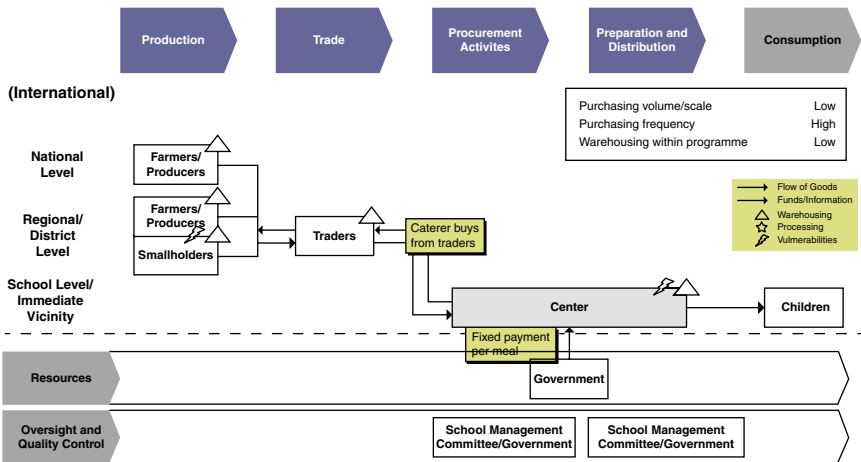 Production
Trade
Procurement
Activites
Preparation and
Distribution
Consumption
(International)
Purchasing volume/scale Low
Purchasing frequency High
Warehousing within programme Low
National
Level
Farmers/
Producers
Flow of Goods
Funds/Information
Warehousing
Processing
Vulnerabilities
Regional/
District
Level
Farmers/
Producers
Smallholders
Traders
Caterer buys
from traders
School Level/
Immediate
Vicinity
Center
Children
Fixed payment
per meal
Resources
Government
Oversight and
Quality Control
School Management
Committee/Government
School Management
Committee/Government